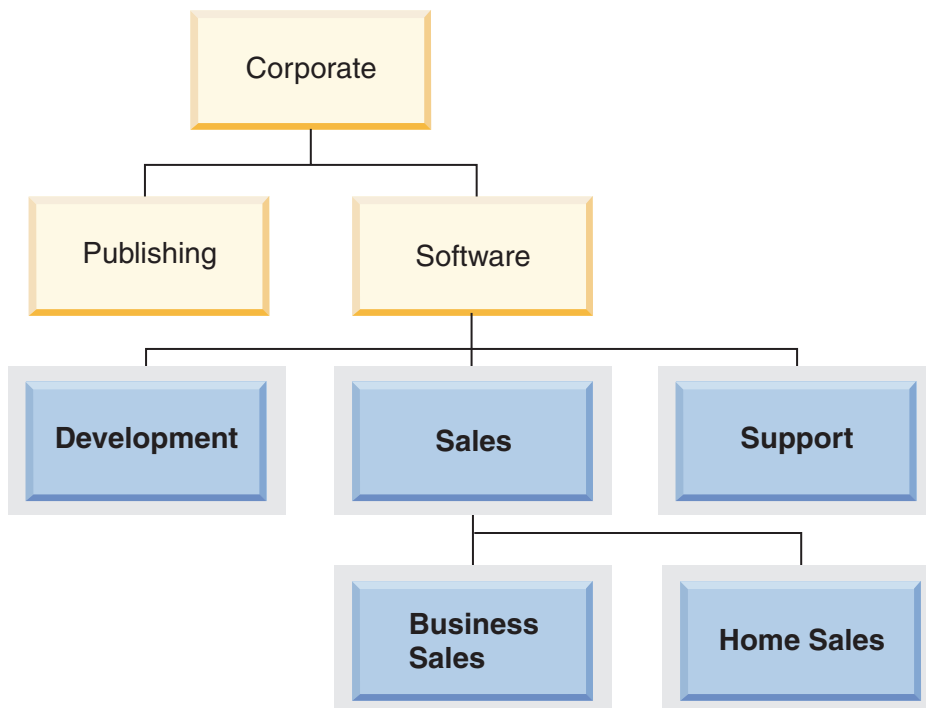 Corporate
Publishing
Software
Development
Sales
Support
Business
Sales
Home Sales